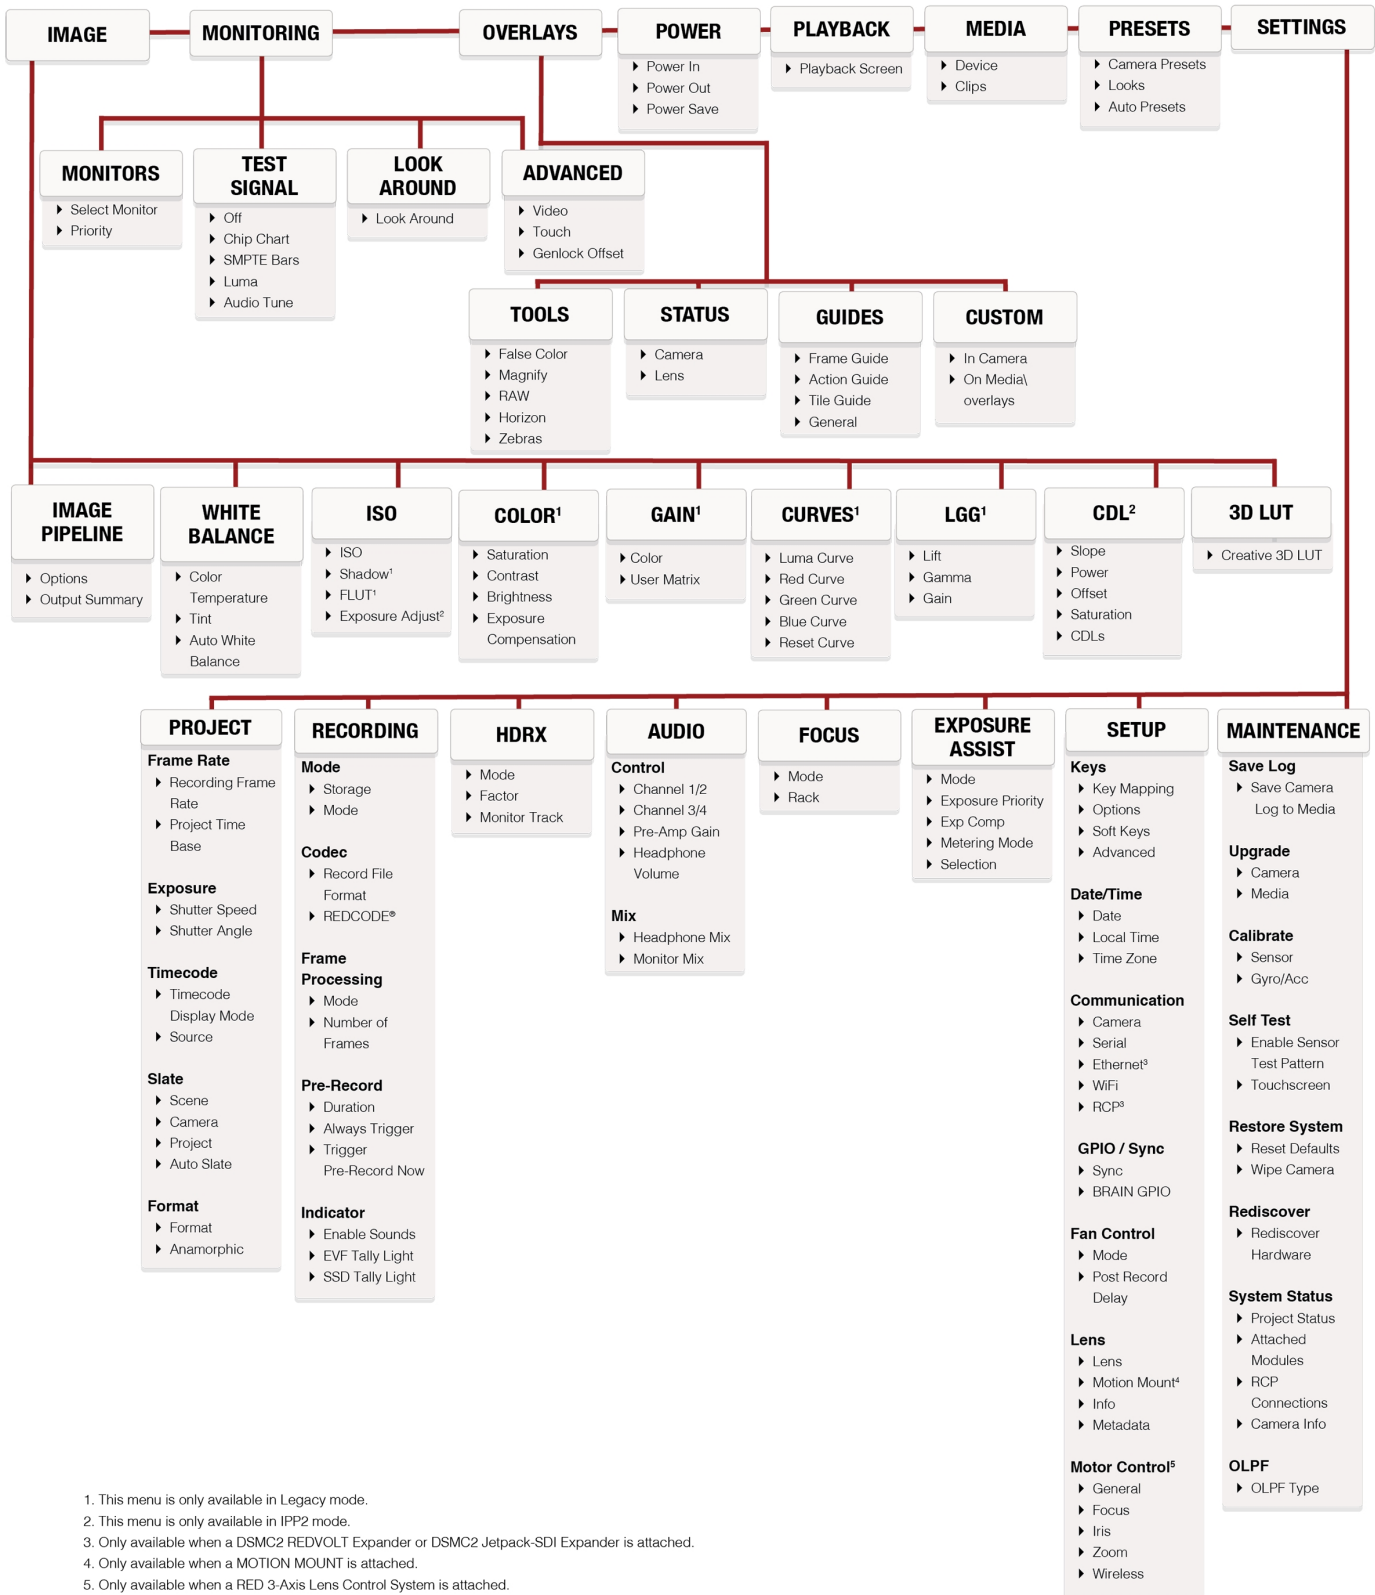 IMAGE
MONITORING
OVERLAYS
POWER
Power In
Power Out
Power Save
PLAYBACK
Playback Screen
MEDIA
Device
Clips
PRESETS
Camera Presets
Looks
Auto Presets
SETTINGS
MONITORS
Select Monitor
Priority
TEST
SIGNAL
Off
Chip Chart
SMPTE Bars
Luma
Audio Tune
LOOK
AROUND
Look Around
ADVANCED
Video
Touch
Genlock Offset
TOOLS
False Color
Magnify
RAW
Horizon
Zebras
STATUS
Camera
Lens
GUIDES
Frame Guide
Action Guide
Tile Guide
General
CUSTOM
In Camera
On Media\
overlays
IMAGE
PIPELINE
Options
Output Summary
WHITE
BALANCE
Color
Temperature
Tint
Auto White
Balance
ISO
ISO
Shadow¹
FLUT¹
Exposure Adjust²
COLOR¹
Saturation
Contrast
Brightness
Exposure
Compensation
GAIN¹
Color
User Matrix
CURVES¹
Luma Curve
Red Curve
Green Curve
Blue Curve
Reset Curve
LGG¹
Lift
Gamma
Gain
CDL²
Slope
Power
Offset
Saturation
CDLs
3D LUT
Creative 3D LUT
PROJECT
Frame Rate
Recording Frame
Rate
Project Time
Base
Exposure
Shutter Speed
Shutter Angle
Timecode
Timecode
Display Mode
Source
Slate
Scene
Camera
Project
Auto Slate
Format
Format
Anamorphic
RECORDING
Mode
Storage
Mode
Codec
Record File
Format
REDCODE®
Frame
Processing
Mode
Number of
Frames
Pre-Record
Duration
Always Trigger
Trigger
Pre-Record Now
Indicator
Enable Sounds
EVF Tally Light
SSD Tally Light
HDRX
Mode
Factor
Monitor Track
AUDIO
Control
Channel 1/2
Channel 3/4
Pre-Amp Gain
Headphone
Volume
Mix
Headphone Mix
Monitor Mix
FOCUS
Mode
Rack
EXPOSURE
ASSIST
Mode
Exposure Priority
Exp Comp
Metering Mode
Selection
SETUP
Keys
Key Mapping
Options
Soft Keys
Advanced
Date/Time
Date
Local Time
Time Zone
Communication
Camera
Serial
Ethernet³
WiFi
RCP³
GPIO / Sync
Sync
BRAIN GPIO
Fan Control
Mode
Post Record
Delay
Lens
Lens
Motion Mount⁴
Info
Metadata
Motor Control⁵
General
Focus
Iris
Zoom
Wireless
MAINTENANCE
Save Log
Save Camera
Log to Media
Upgrade
Camera
Media
Calibrate
Sensor
Gyro/Acc
Self Test
Enable Sensor
Test Pattern
Touchscreen
Restore System
Reset Defaults
Wipe Camera
Rediscover
Rediscover
Hardware
System Status
Project Status
Attached
Modules
RCP
Connections
Camera Info
OLPF
OLPF Type
1. This menu is only available in Legacy mode.
2. This menu is only available in IPP2 mode.
3. Only available when a DSMC2 REDVOLT Expander or DSMC2 Jetpack-SDI Expander is attached.
4. Only available when a MOTION MOUNT is attached.
5. Only available when a RED 3-Axis Lens Control System is attached.